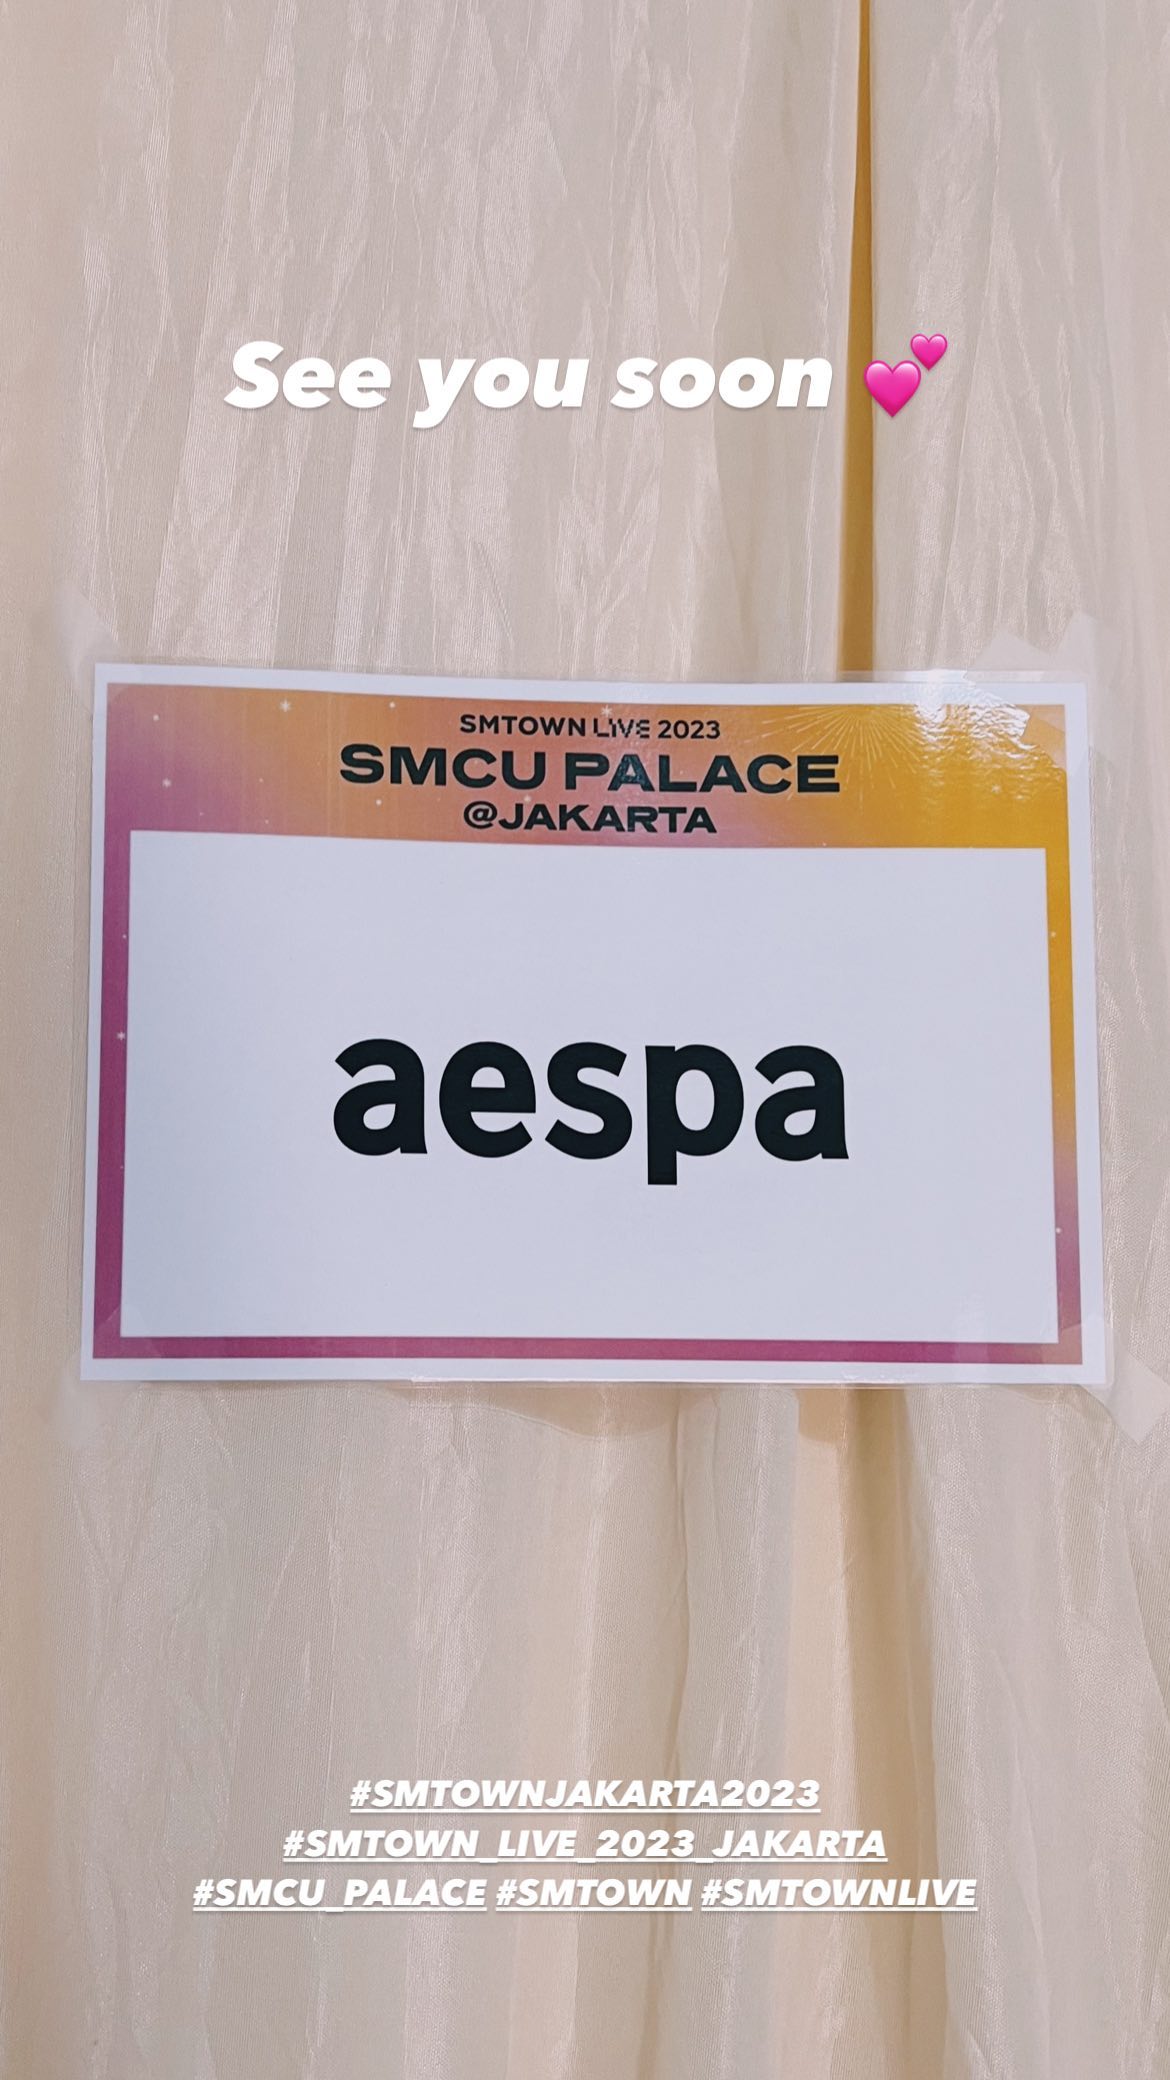 See you soon 💕
SMTOWN LIVE 2023
SMCU PALACE
@JAKARTA
aespa
#SMTOWNJAKARTA2023
#SMTOWN_LIVE_2023_JAKARTA
#SMCU_PALACE #SMTOWN #SMTOWNLIVE